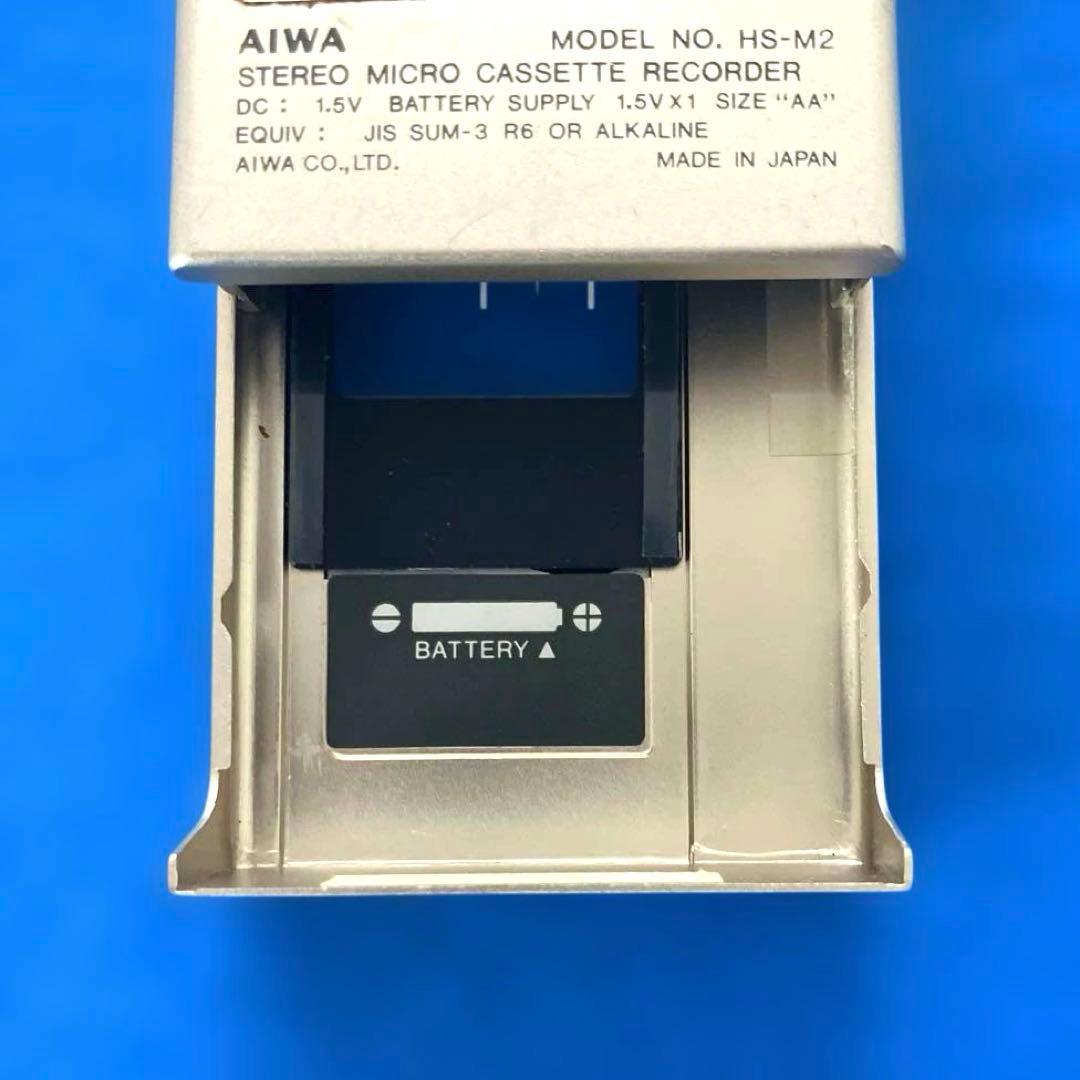 AIWA MODEL NO. HS-M2
STEREO MICRO CASSETTE RECORDER
DC : 1.5V BATTERY SUPPLY 1.5V X 1 SIZE "AA"
EQUIV : JIS SUM-3 R6 OR ALKALINE
AIWA CO., LTD. MADE IN JAPAN
BATTERY ▲